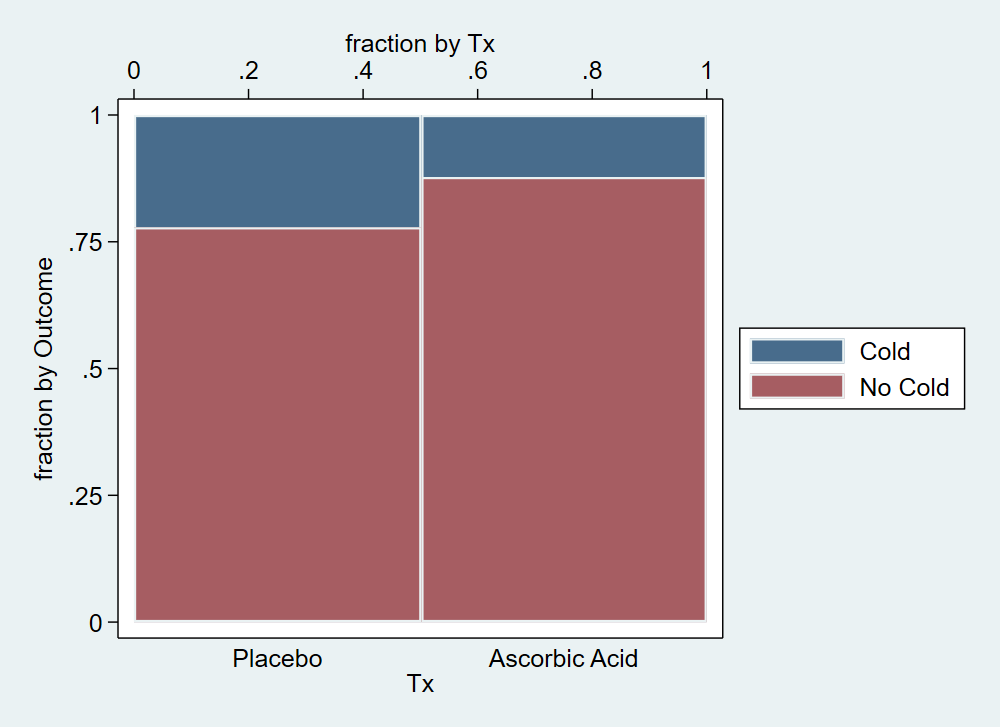 fraction by Tx
0 .2 .4 .6 .8 1
1
.75
.5
.25
0
fraction by Outcome
Cold
No Cold
Placebo Ascorbic Acid
Tx